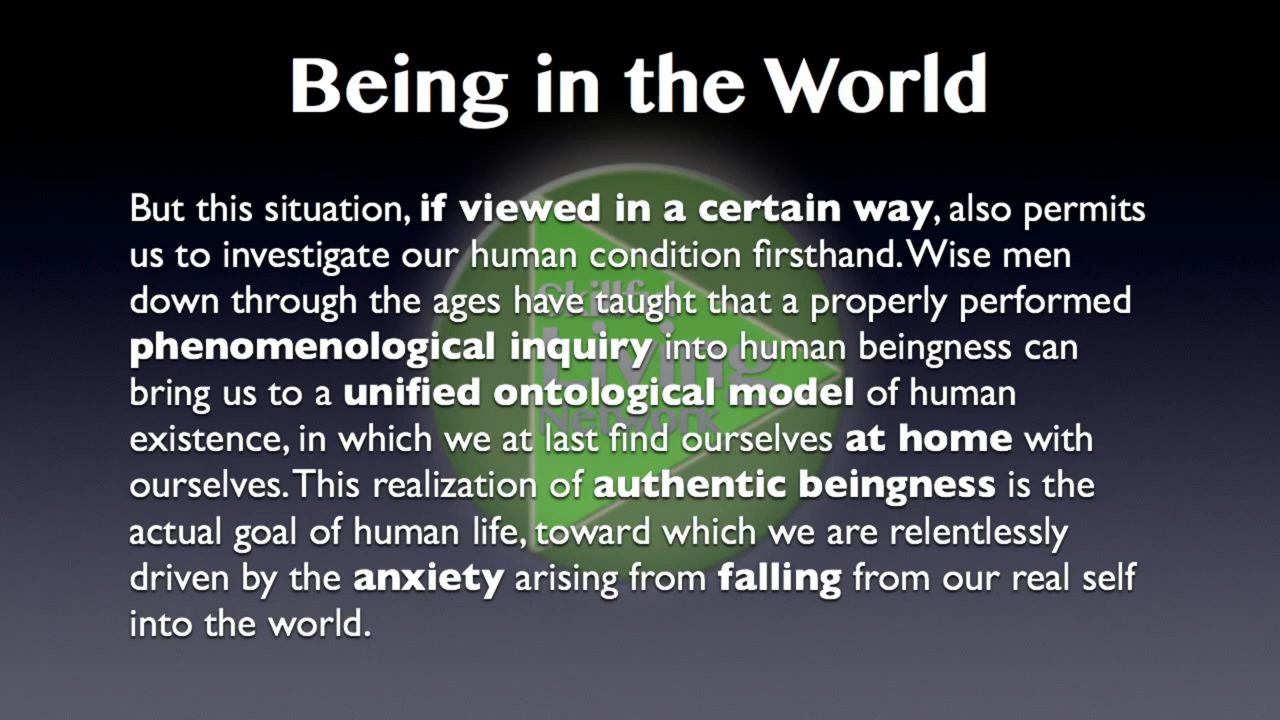 Being in the World
But this situation, if viewed in a certain way, also permits
us to investigate our human condition firsthand. Wise men
down through the ages have taught that a properly performed
phenomenological inquiry into human beingness can
bring us to a unified ontological model of human
existence, in which we at last find ourselves at home with
ourselves. This realization of authentic beingness is the
actual goal of human life, toward which we are relentlessly
driven by the anxiety arising from falling from our real self
into the world.
Skillful
Living
Network